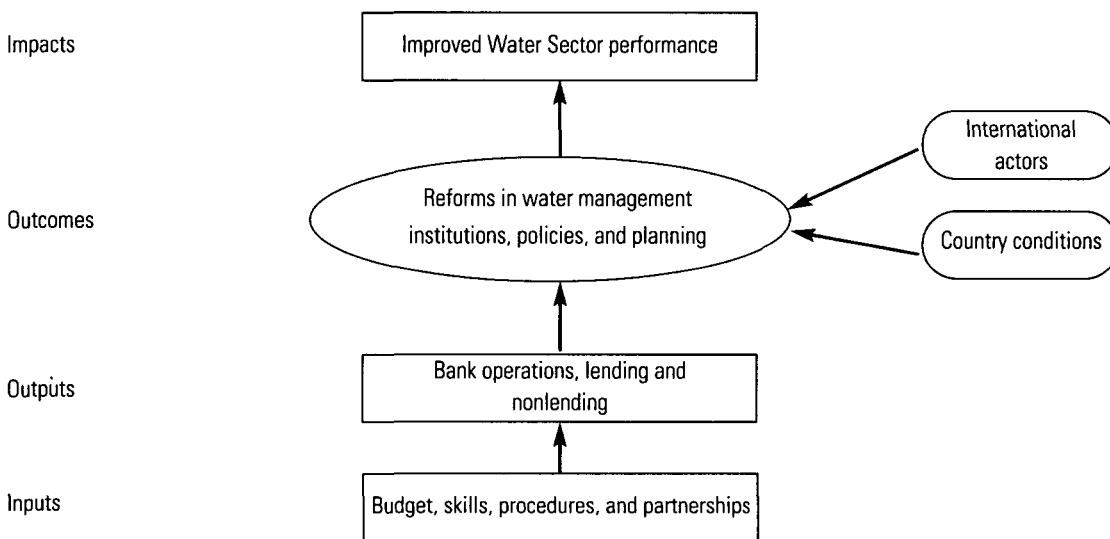 Impacts
Improved Water Sector performance
International
actors
Outcomes
Reforms in water management
institutions, policies, and planning
Country conditions
Outputs
Bank operations, lending and
nonlending
Inputs
Budget, skills, procedures, and partnerships